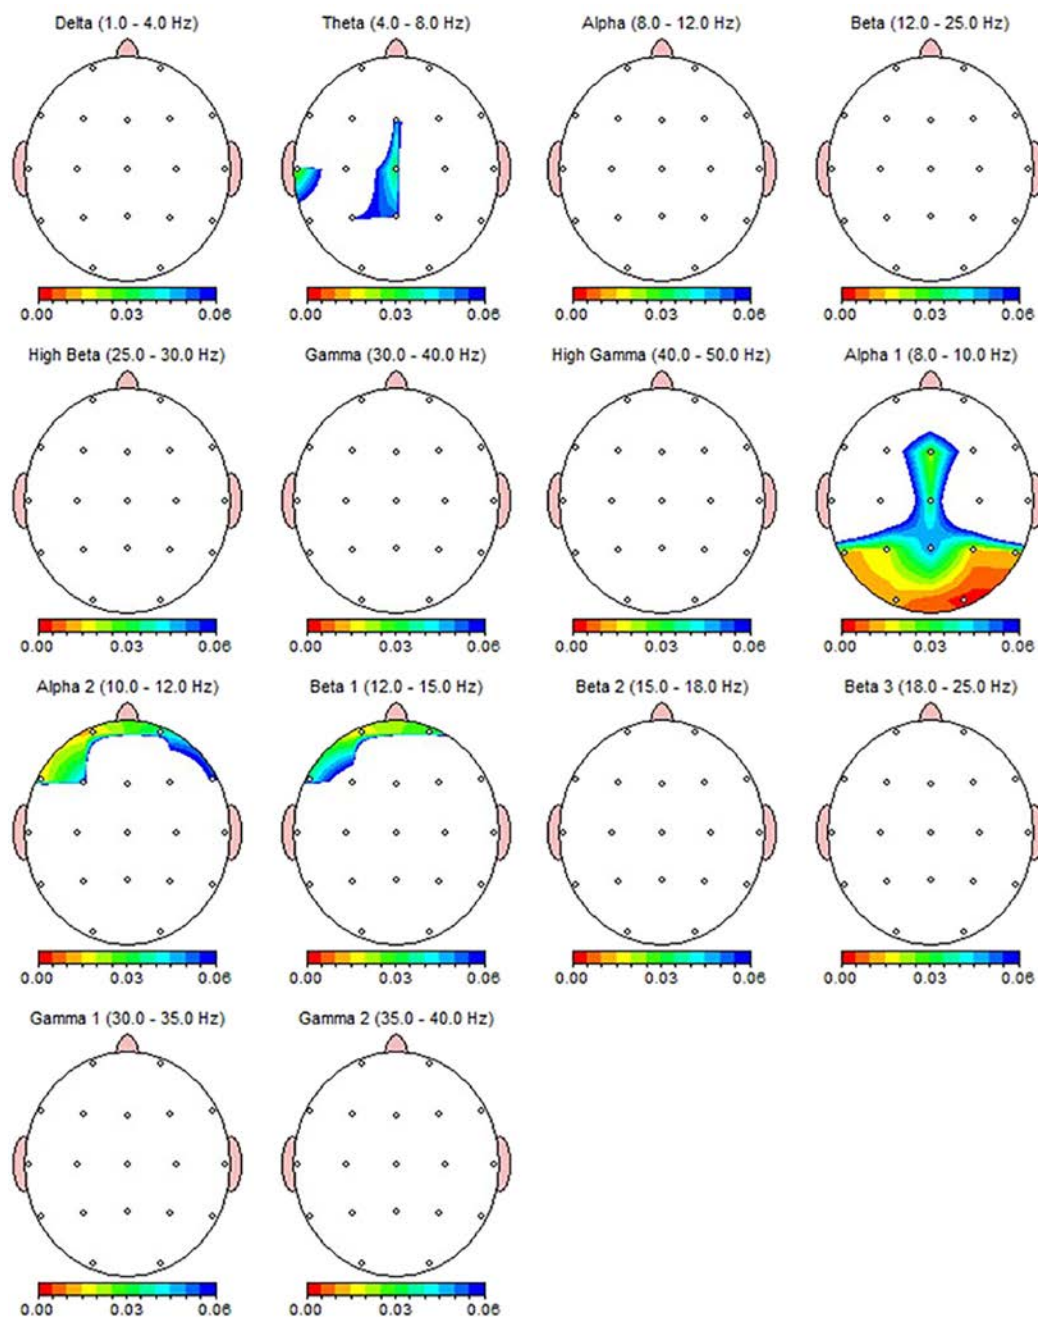 Delta (1.0 - 4.0 Hz) Theta (4.0 - 8.0 Hz) Alpha (8.0 - 12.0 Hz) Beta (12.0 - 25.0 Hz)
0.00 0.03 0.06 0.00 0.03 0.06 0.00 0.03 0.06 0.00 0.03 0.06
High Beta (25.0 - 30.0 Hz) Gamma (30.0 - 40.0 Hz) High Gamma (40.0 - 50.0 Hz) Alpha 1 (8.0 - 10.0 Hz)
0.00 0.03 0.06 0.00 0.03 0.06 0.00 0.03 0.06 0.00 0.03 0.06
Alpha 2 (10.0 - 12.0 Hz) Beta 1 (12.0 - 15.0 Hz) Beta 2 (15.0 - 18.0 Hz) Beta 3 (18.0 - 25.0 Hz)
0.00 0.03 0.06 0.00 0.03 0.06 0.00 0.03 0.06 0.00 0.03 0.06
Gamma 1 (30.0 - 35.0 Hz) Gamma 2 (35.0 - 40.0 Hz)
0.00 0.03 0.06 0.00 0.03 0.06